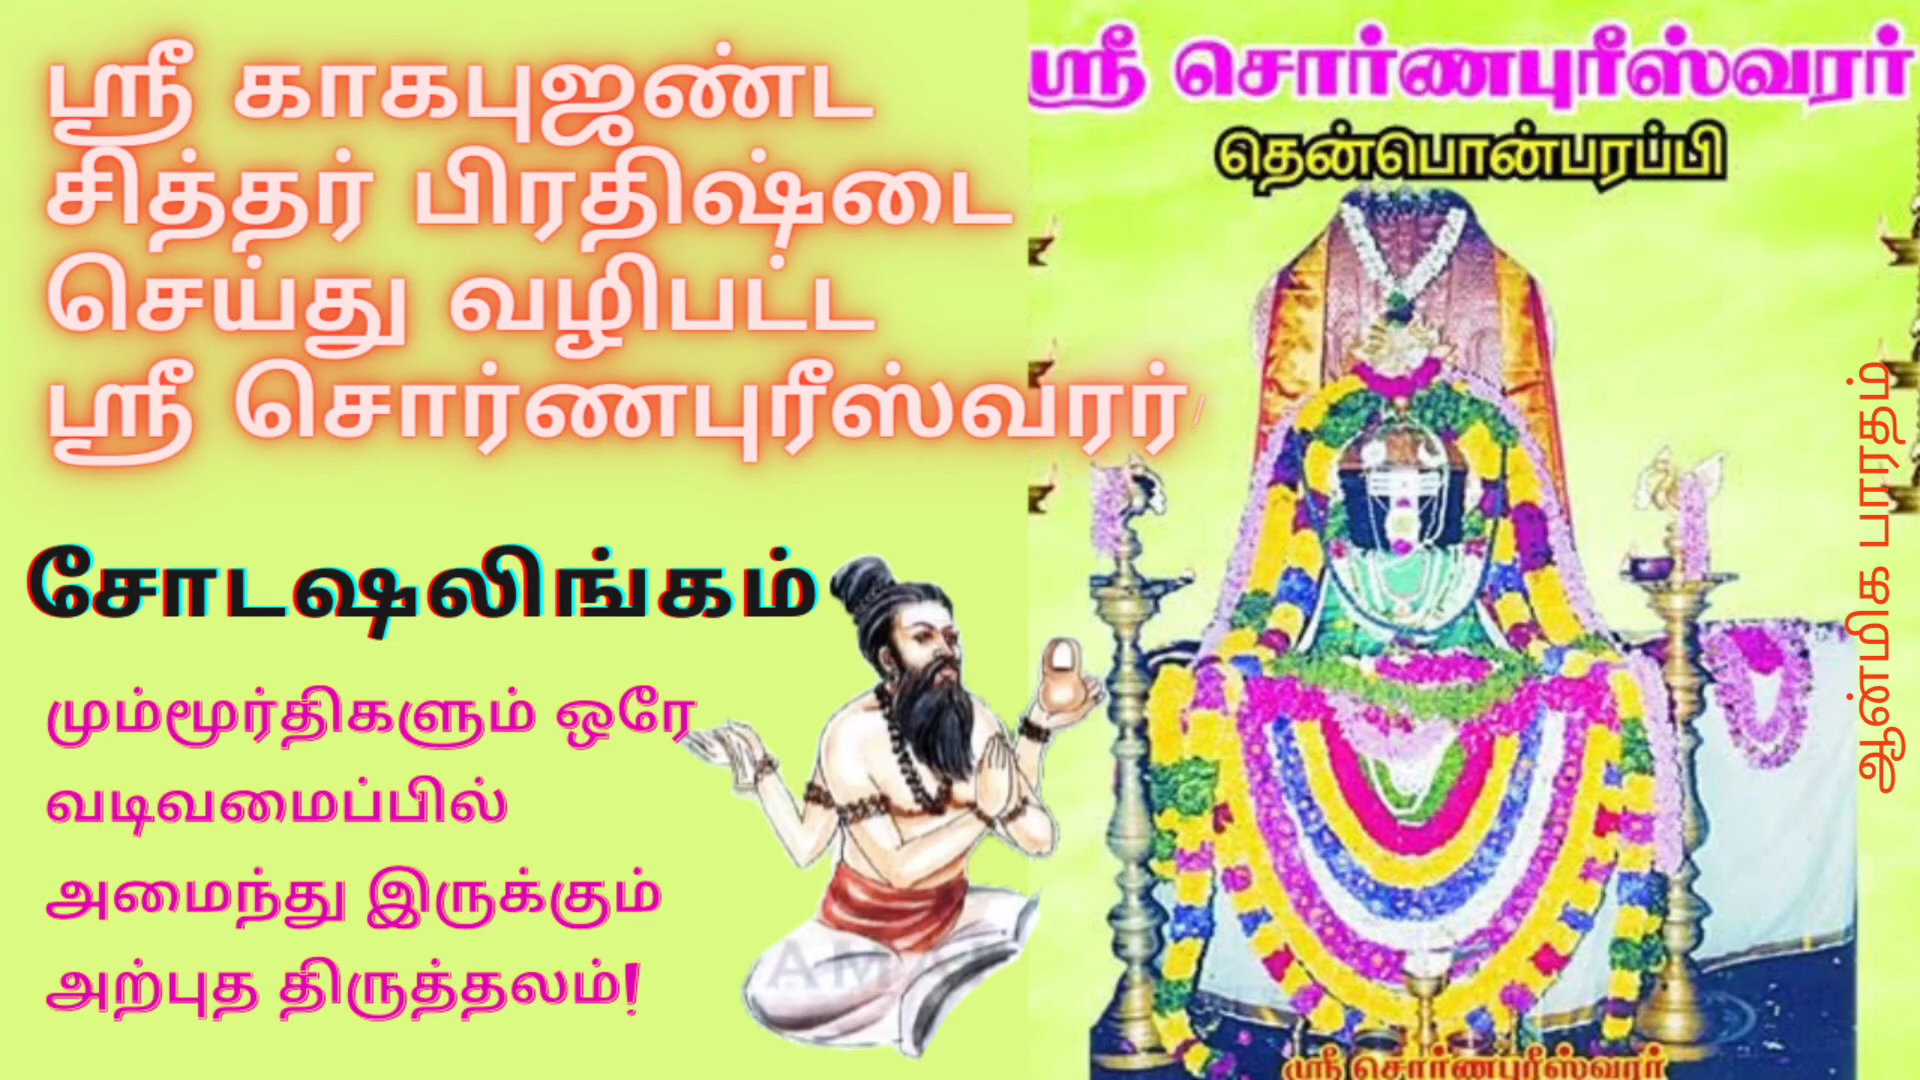 ஸ்ரீ காகபுஜண்ட
சித்தர் பிரதிஷ்டை
செய்து வழிபட்ட
ஸ்ரீ சொர்ணபுரீஸ்வரர்
சோடஷலிங்கம்
மும்மூர்திகளும் ஒரே
வடிவமைப்பில்
அமைந்து இருக்கும்
அற்புத திருத்தலம்!
ஸ்ரீ சொர்ணபுரீஸ்வரர்
தென்பொன்பரப்பி
ஆன்மிக பாரதம்
ஸ்ரீ சொர்ணபுரீஸ்வரர்